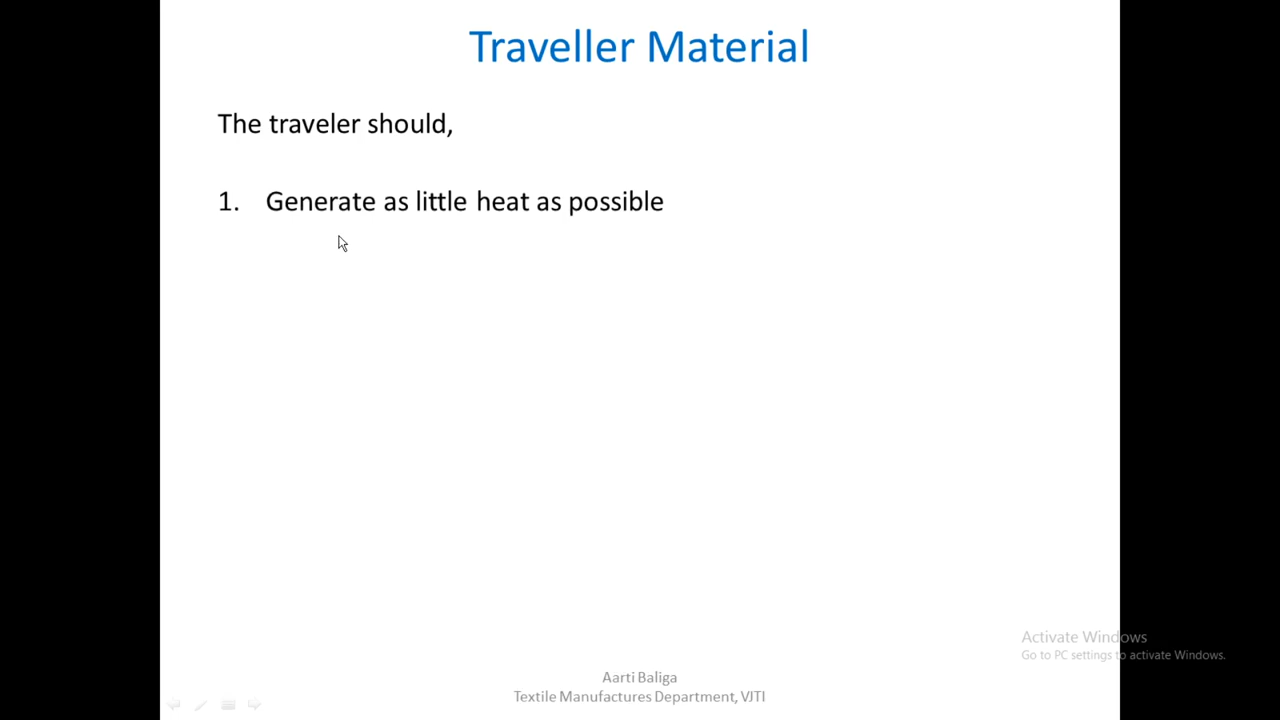 Traveller Material
The traveler should,
1. Generate as little heat as possible
Activate Windows
Go to PC settings to activate Windows.
Aarti Baliga
Textile Manufactures Department, VJTI